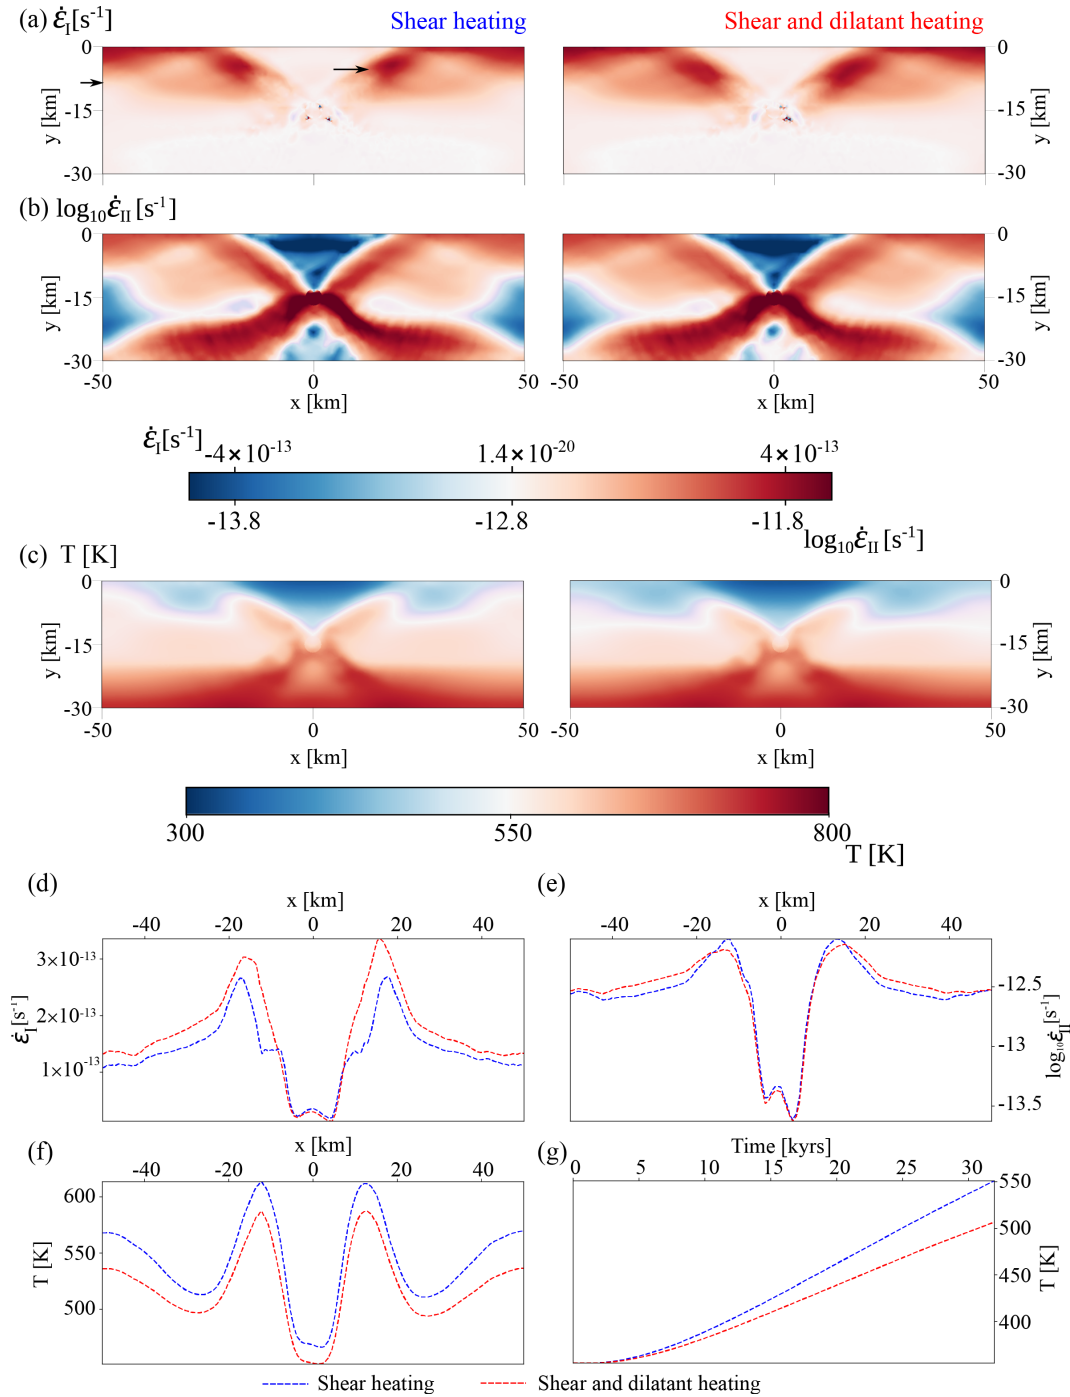 (a) ε̇I[s-1] Shear heating Shear and dilatant heating
0 0
y [km] -15 -15 y [km]
-30 -30
(b) log10ε̇II [s-1]
0 0
y [km] -15 -15 y [km]
-30 -30
-50 0 50 -50 0 50
x [km] x [km]
ε̇I[s-1] -4×10-13 1.4×10-20 4×10-13
-13.8 -12.8 -11.8
log10ε̇II [s-1]
(c) T [K]
0 0
y [km] -15 -15 y [km]
-30 -30
-50 0 50 -50 0 50
x [km] x [km]
300 550 800
T [K]
(d) (e)
x [km] x [km]
-40 -20 0 20 40 -40 -20 0 20 40
3×10-13
2×10-13
1×10-13
ε̇I[s-1]
-12.5
-13
-13.5
log10ε̇II[s-1]
(f) x [km] (g) Time [kyrs]
-40 -20 0 20 40 0 5 10 15 20 25 30
600
550
500
T [K]
550
500
450
400
T [K]
Shear heating Shear and dilatant heating